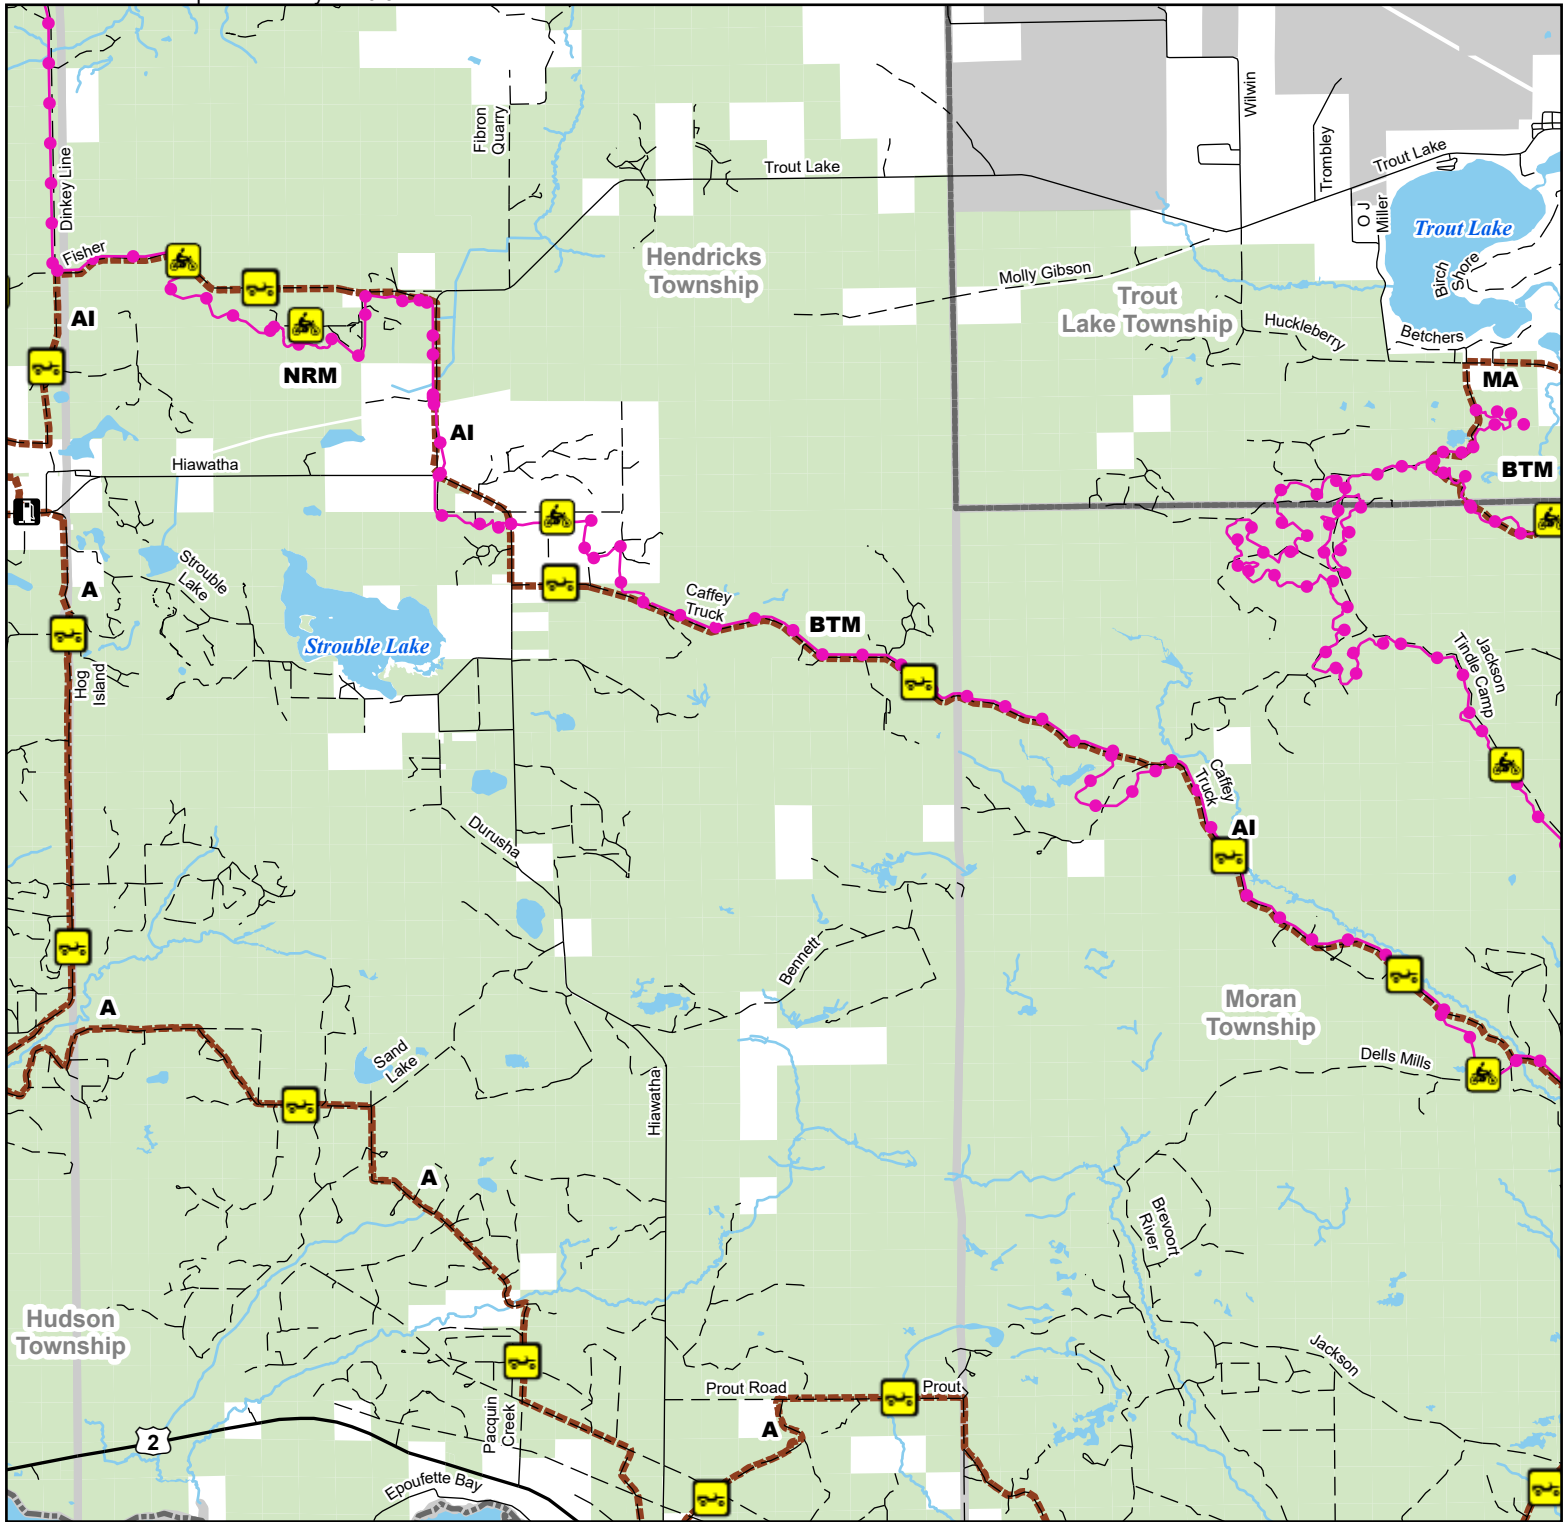 Fibron
Quarry
Wilwin
Trombley
Trout Lake
Trout Lake
Dinkey Line
O J
Miller
Trout Lake
Fisher
Hendricks
Township
Molly Gibson
Birch
Shore
Trout
Lake Township
AI
Huckleberry
Betchers
NRM
MA
AI
Hiawatha
BTM
Strouble
Lake
A
Caffey
Truck
BTM
Strouble Lake
Hog
Island
Jackson
Tindle Camp
Caffey
Truck
Durusha
AI
Bennett
A
Moran
Township
Sand
Lake
Dells Mills
Hiawatha
A
Brevoort
River
Hudson
Township
Jackson
Prout Road
Prout
Pacquin
Creek
A
2
Epoufette Bay